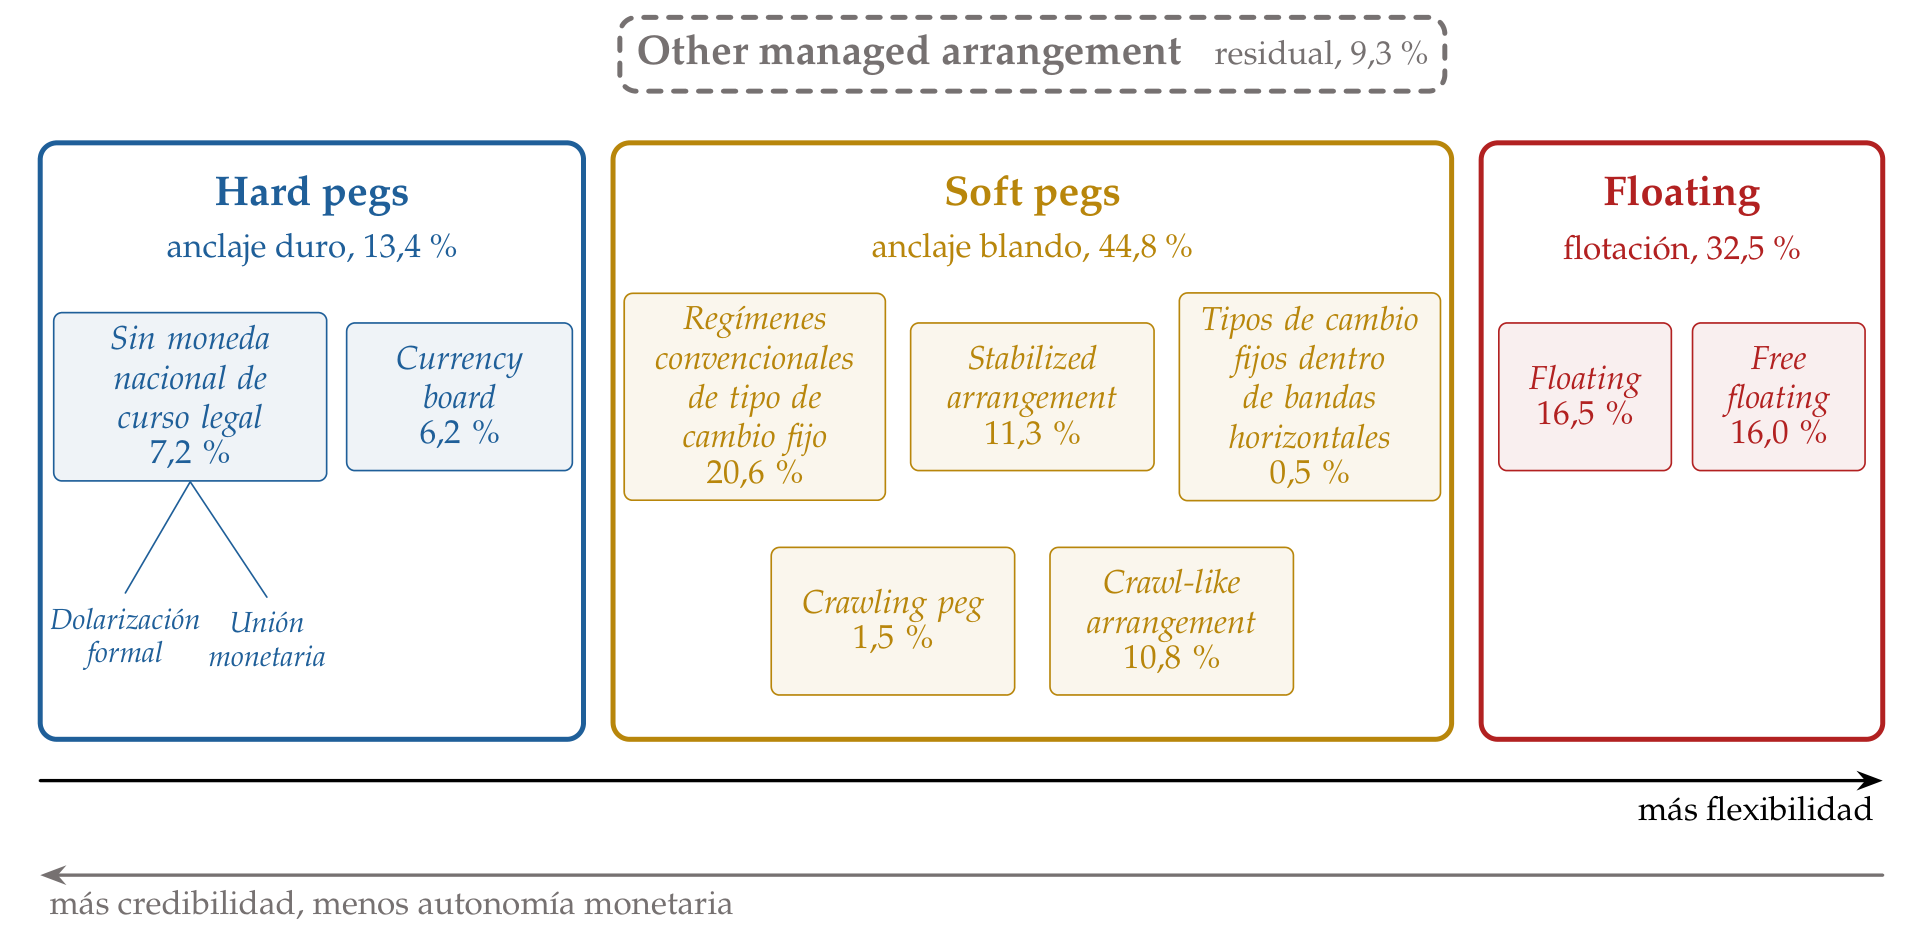 Other managed arrangement residual, 9,3 %
Hard pegs
anclaje duro, 13,4 %
Sin moneda
nacional de
curso legal
7,2 %
Currency
board
6,2 %
Dolarización
formal
Unión
monetaria
Soft pegs
anclaje blando, 44,8 %
Regímenes
convencionales
de tipo de
cambio fijo
20,6 %
Stabilized
arrangement
11,3 %
Tipos de cambio
fijos dentro
de bandas
horizontales
0,5 %
Crawling peg
1,5 %
Crawl-like
arrangement
10,8 %
Floating
flotación, 32,5 %
Floating
16,5 %
Free
floating
16,0 %
más flexibilidad
más credibilidad, menos autonomía monetaria